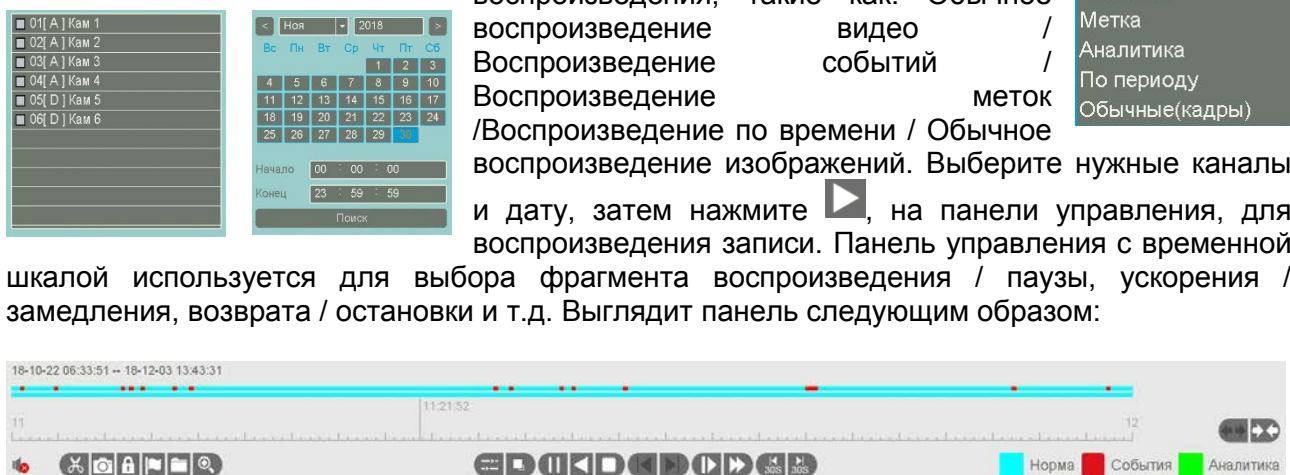 01[ A ] Кам 1
02[ A ] Кам 2
03[ A ] Кам 3
04[ A ] Кам 4
05[ D ] Кам 5
06[ D ] Кам 6
< Ноя 2018 >
Вс Пн Вт Ср Чт Пт Сб
1 2 3
4 5 6 7 8 9 10
11 12 13 14 15 16 17
18 19 20 21 22 23 24
25 26 27 28 29 30
Начало 00 : 00 : 00
Конец 23 : 59 : 59
Поиск
воспроизведение видео /
Воспроизведение событий /
Воспроизведение меток
/Воспроизведение по времени / Обычное
воспроизведение изображений. Выберите нужные каналы
и дату, затем нажмите , на панели управления, для
воспроизведения записи. Панель управления с временной
шкалой используется для выбора фрагмента воспроизведения / паузы, ускорения /
замедления, возврата / остановки и т.д. Выглядит панель следующим образом:
Метка
Аналитика
По периоду
Обычные(кадры)
18-10-22 06:33:51 -- 18-12-03 13:43:31
11:21:52
11 12
30S 30S
Норма События Аналитика